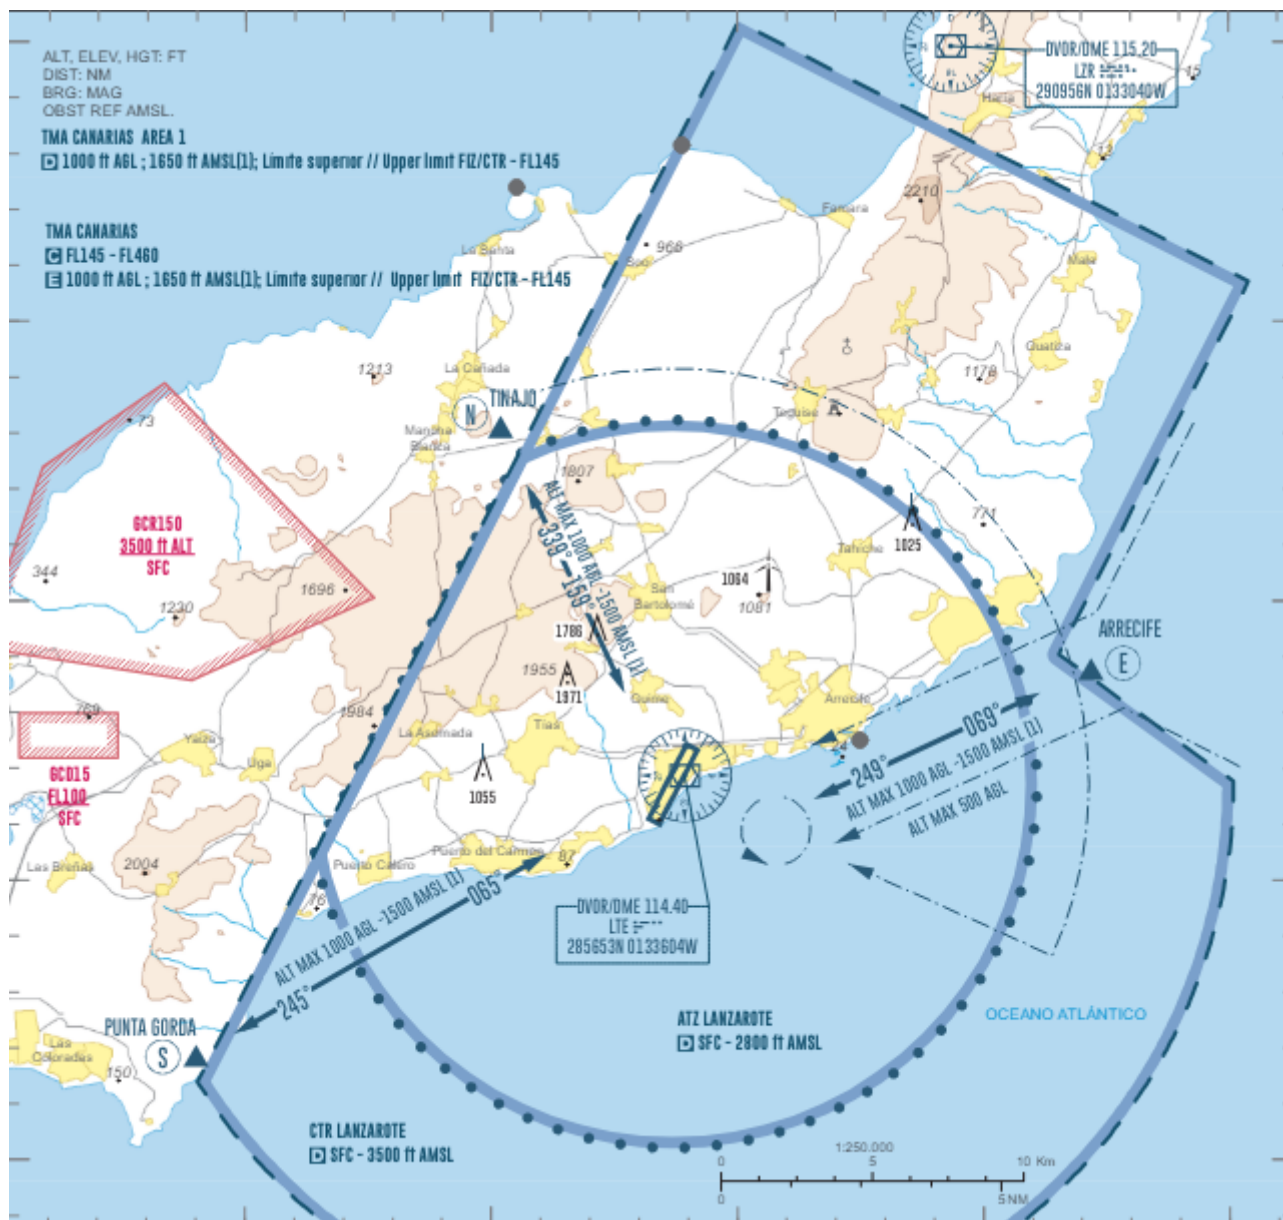 ALT, ELEV, HGT: FT
DIST: NM
BRG: MAG
OBST REF AMSL.
TMA CANARIAS AREA 1
D 1000 ft AGL ; 1650 ft AMSL(1); Límite superior // Upper limit FIZ/CTR - FL145
TMA CANARIAS
C FL145 - FL460
E 1000 ft AGL ; 1650 ft AMSL(1); Límite superior // Upper limit FIZ/CTR - FL145
DVOR/DME 115.20
LZR
290956N 0133040W
15
Haría
13
2210
Famara
La Santa
966
Soo
Mala
Guatiza
1178
1213
La Cañada
TINAJO
N
Mancha
Blanca
Teguise
73
1807
GCR150
3500 ft ALT
SFC
344
1230
1696
ALT MAX 1000 AGL -1500 AMSL (1)
339° - 159°
771
1025
Tahíche
1064
1081
San
Bartolomé
1786
1955
1971
ARRECIFE
E
Güime
Arrecife
24
069°
249°
ALT MAX 1000 AGL -1500 AMSL (1)
ALT MAX 500 AGL
769
GCD15
FL100
SFC
1984
La Asomada
Tías
Yaiza
Uga
1055
Las Breñas
2004
Puerto Calero
Puerto del Carmen
87
76
065°
ALT MAX 1000 AGL -1500 AMSL (1)
245°
DVOR/DME 114.40
LTE
285653N 0133604W
PUNTA GORDA
S
Las
Coloradas
150
ATZ LANZAROTE
D SFC - 2800 ft AMSL
OCEANO ATLÁNTICO
CTR LANZAROTE
D SFC - 3500 ft AMSL
1:250.000
0 5 10 Km
0 5 NM